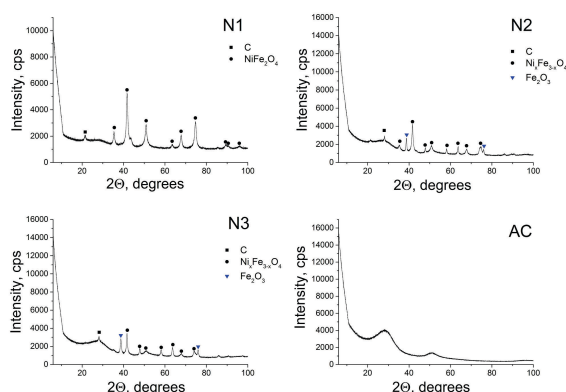 N1
C
NiFe₂O₄
Intensity, cps
10000
8000
6000
4000
2000
0
20 40 60 80 100
2Θ, degrees
N2
C
NiₓFe₃₋ₓO₄
Fe₂O₃
Intensity, cps
16000
14000
12000
10000
8000
6000
4000
2000
0
20 40 60 80 100
2Θ, degrees
N3
C
NiₓFe₃₋ₓO₄
Fe₂O₃
Intensity, cps
16000
14000
12000
10000
8000
6000
4000
2000
0
20 40 60 80 100
2Θ, degrees
AC
Intensity, cps
16000
14000
12000
10000
8000
6000
4000
2000
0
20 40 60 80 100
2Θ, degrees